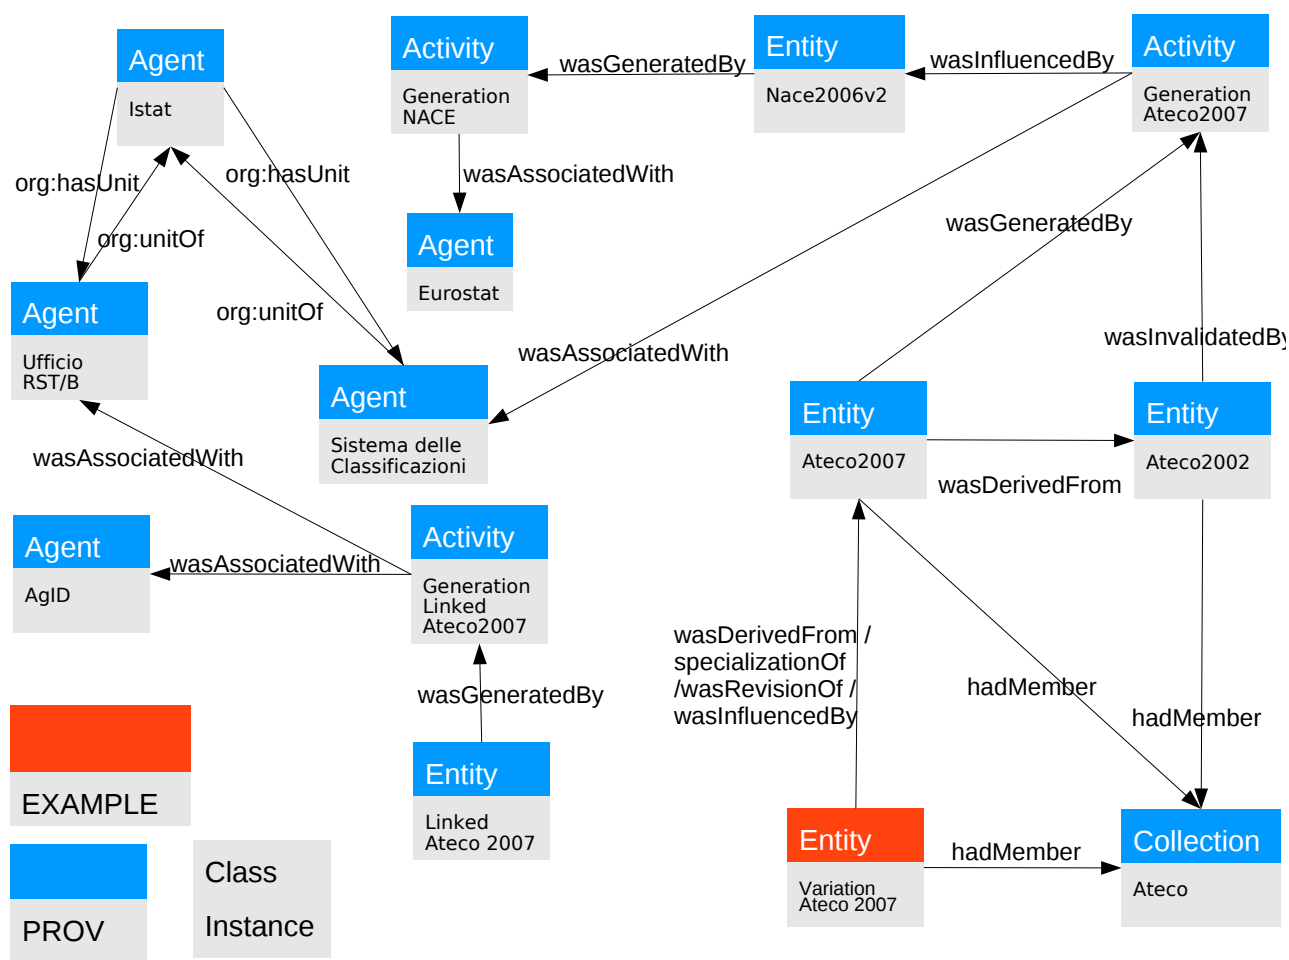 Agent
Istat
Activity
Generation
NACE
wasGeneratedBy
Entity
Nace2006v2
wasInfluencedBy
Activity
Generation
Ateco2007
org:hasUnit
org:hasUnit
wasAssociatedWith
org:unitOf
Agent
Eurostat
wasGeneratedBy
Agent
Ufficio
RST/B
org:unitOf
wasAssociatedWith
wasInvalidatedBy
Agent
Sistema delle
Classificazioni
Entity
Ateco2007
Entity
Ateco2002
wasDerivedFrom
wasAssociatedWith
Agent
AgID
wasAssociatedWith
Activity
Generation
Linked
Ateco2007
wasGeneratedBy
wasDerivedFrom /
specializationOf
/wasRevisionOf /
wasInfluencedBy
hadMember
hadMember
Entity
Linked
Ateco 2007
EXAMPLE
PROV
Class
Instance
Entity
Variation
Ateco 2007
hadMember
Collection
Ateco